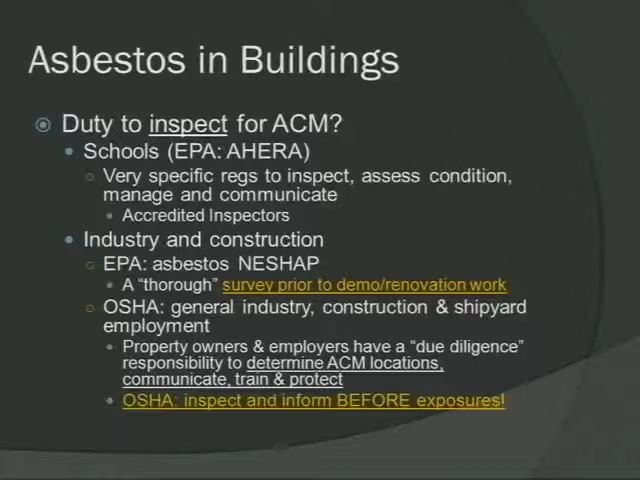 Asbestos in Buildings
Duty to inspect for ACM?
Schools (EPA: AHERA)
Very specific regs to inspect, assess condition,
manage and communicate
Accredited Inspectors
Industry and construction
EPA: asbestos NESHAP
A “thorough” survey prior to demo/renovation work
OSHA: general industry, construction & shipyard
employment
Property owners & employers have a “due diligence”
responsibility to determine ACM locations,
communicate, train & protect
OSHA: inspect and inform BEFORE exposures!